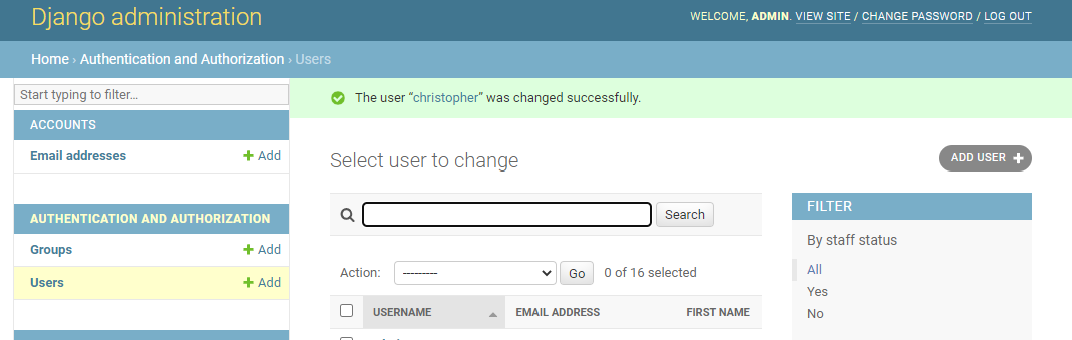 Django administration
WELCOME, ADMIN. VIEW SITE / CHANGE PASSWORD / LOG OUT
Home › Authentication and Authorization › Users
Start typing to filter...
ACCOUNTS
Email addresses
Add
AUTHENTICATION AND AUTHORIZATION
Groups
Add
Users
Add
The user “christopher” was changed successfully.
Select user to change
ADD USER
Search
Action:
---------
Go
0 of 16 selected
USERNAME
EMAIL ADDRESS
FIRST NAME
FILTER
By staff status
All
Yes
No